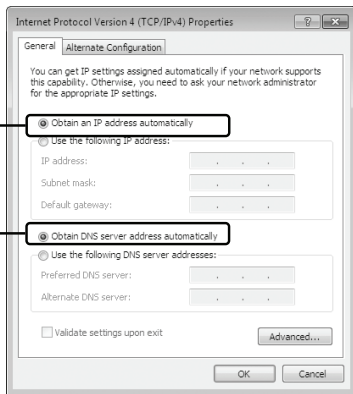 Internet Protocol Version 4 (TCP/IPv4) Properties
General
Alternate Configuration
You can get IP settings assigned automatically if your network supports
this capability. Otherwise, you need to ask your network administrator
for the appropriate IP settings.
Obtain an IP address automatically
Use the following IP address:
IP address:
Subnet mask:
Default gateway:
Obtain DNS server address automatically
Use the following DNS server addresses:
Preferred DNS server:
Alternate DNS server:
Validate settings upon exit
Advanced...
OK
Cancel